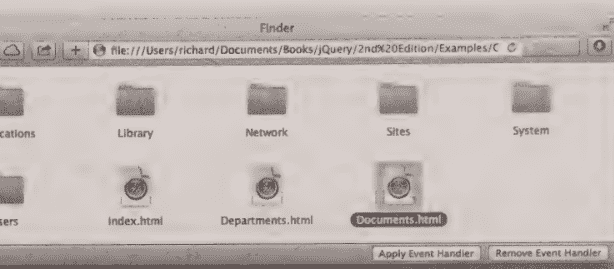 Finder
file:///Users/richard/Documents/Books/jQuery/2nd%20Edition/Examples/C
cations Library Network Sites System
sers Index.html Departments.html Documents.html
Apply Event Handler Remove Event Handler